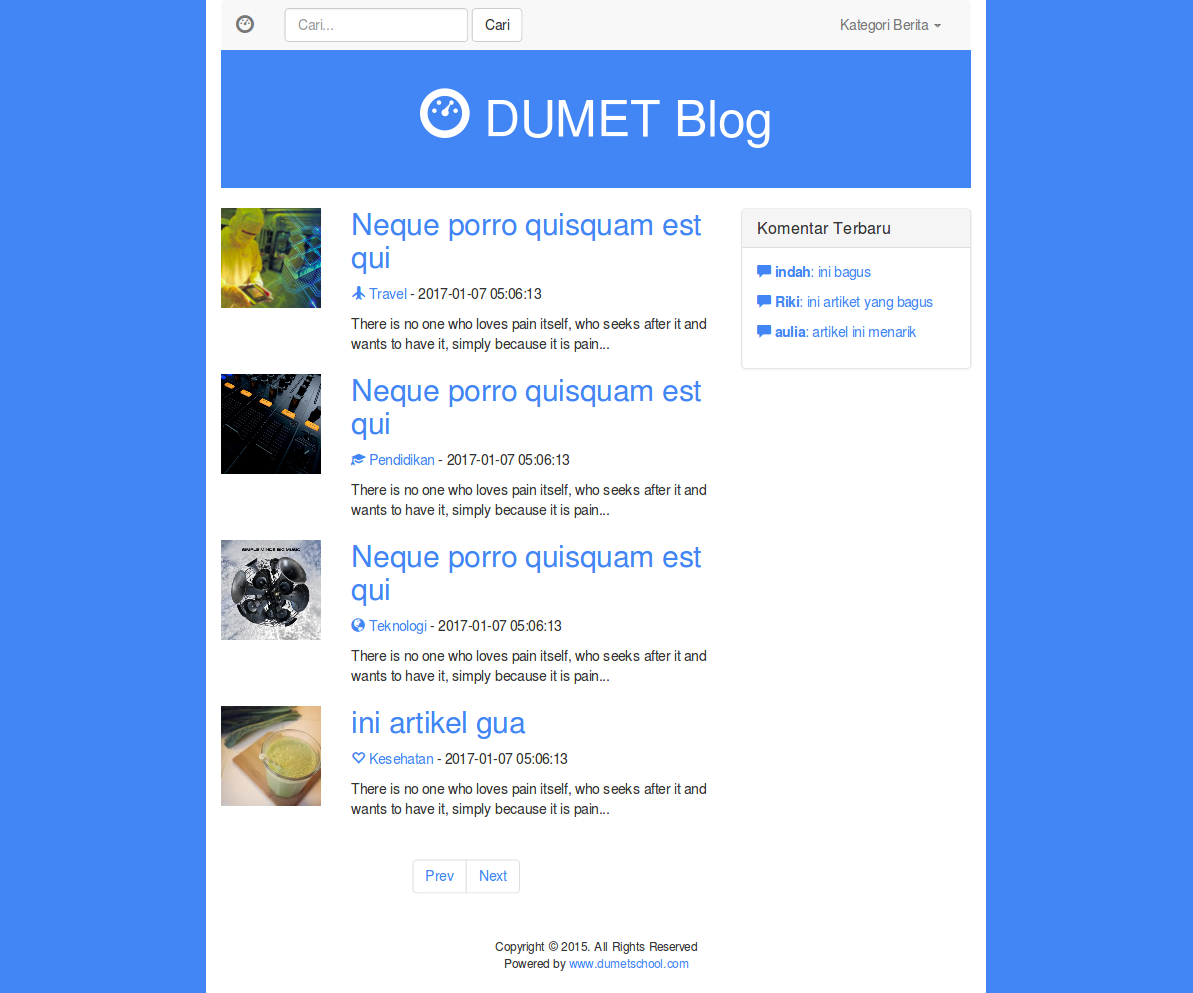 Cari...
Cari
Kategori Berita
DUMET Blog
Neque porro quisquam est
qui
Travel - 2017-01-07 05:06:13
There is no one who loves pain itself, who seeks after it and
wants to have it, simply because it is pain...
Neque porro quisquam est
qui
Pendidikan - 2017-01-07 05:06:13
There is no one who loves pain itself, who seeks after it and
wants to have it, simply because it is pain...
Neque porro quisquam est
qui
Teknologi - 2017-01-07 05:06:13
There is no one who loves pain itself, who seeks after it and
wants to have it, simply because it is pain...
ini artikel gua
Kesehatan - 2017-01-07 05:06:13
There is no one who loves pain itself, who seeks after it and
wants to have it, simply because it is pain...
Prev
Next
Komentar Terbaru
indah: ini bagus
Riki: ini artiket yang bagus
aulia: artikel ini menarik
Copyright © 2015. All Rights Reserved
Powered by www.dumetschool.com